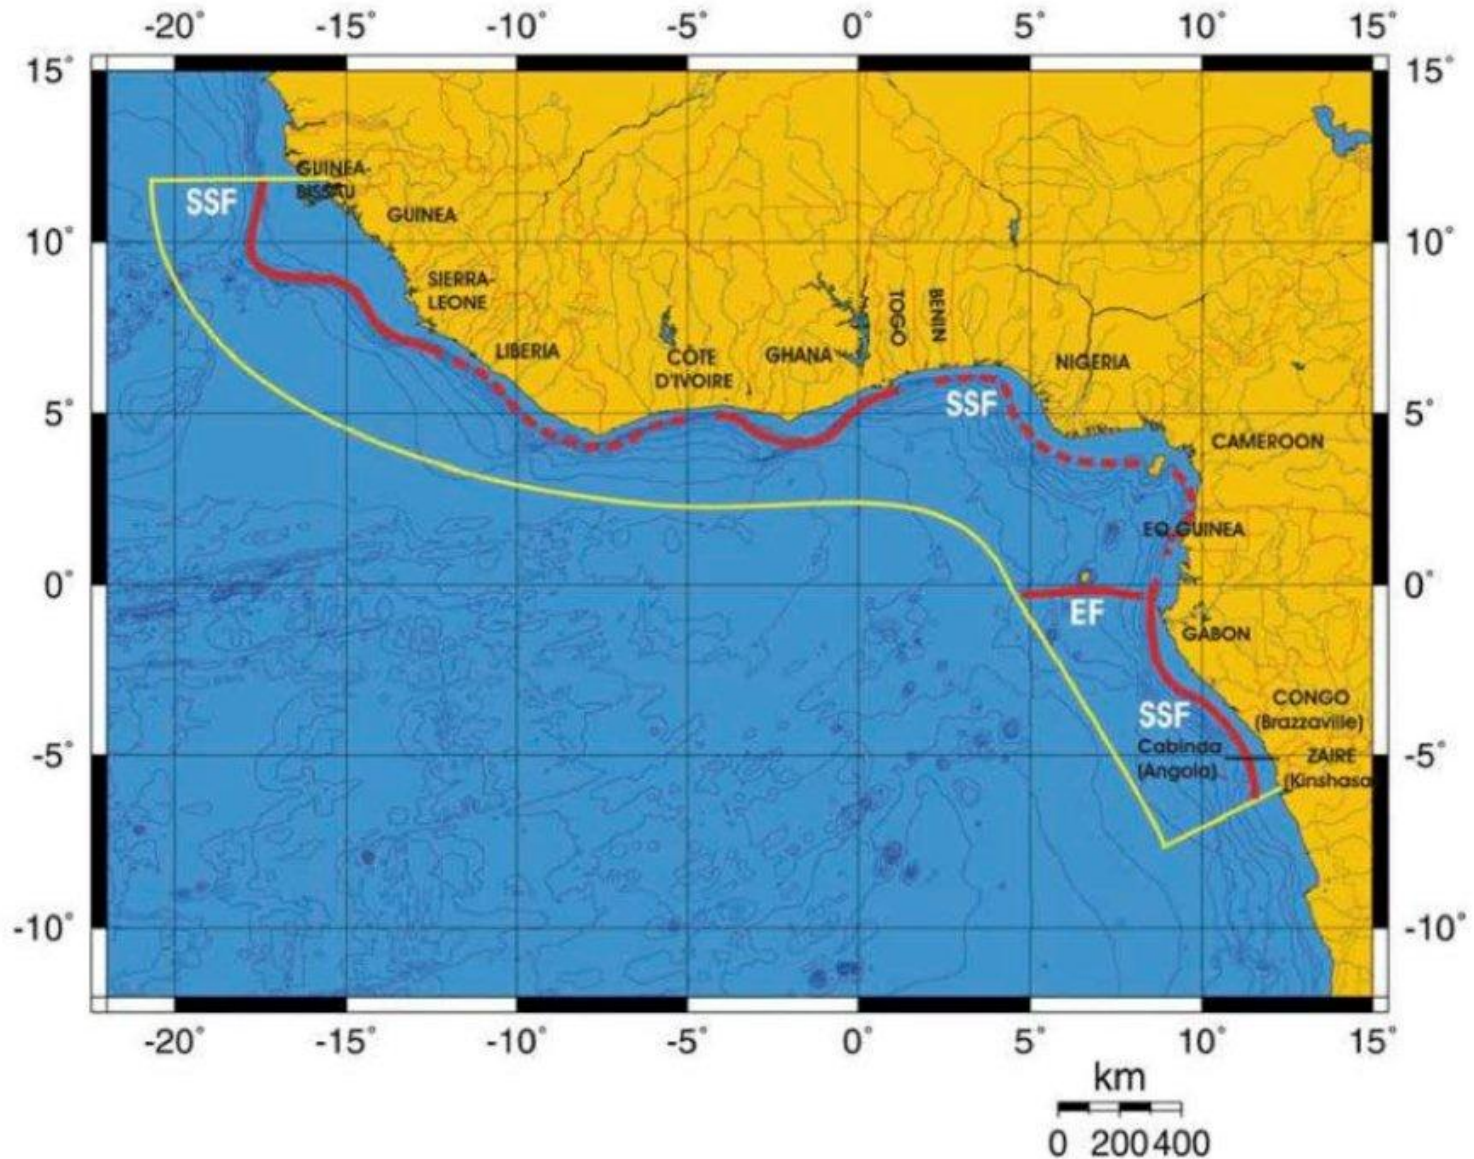 -20° -15° -10° -5° 0° 5° 10° 15°
15° 15°
GUINEA-
BISSAU
SSF
GUINEA
10° 10°
SIERRA-
LEONE
TOGO
BENIN
LIBERIA
CÔTE
D'IVOIRE
GHANA
NIGERIA
SSF
5° 5°
CAMEROON
EQ.GUINEA
0° 0°
EF
GABON
CONGO
(Brazzaville)
SSF
Cabinda
(Angola)
ZAIRE
(Kinshasa
-5° -5°
-10° -10°
-20° -15° -10° -5° 0° 5° 10° 15°
km
0 200 400